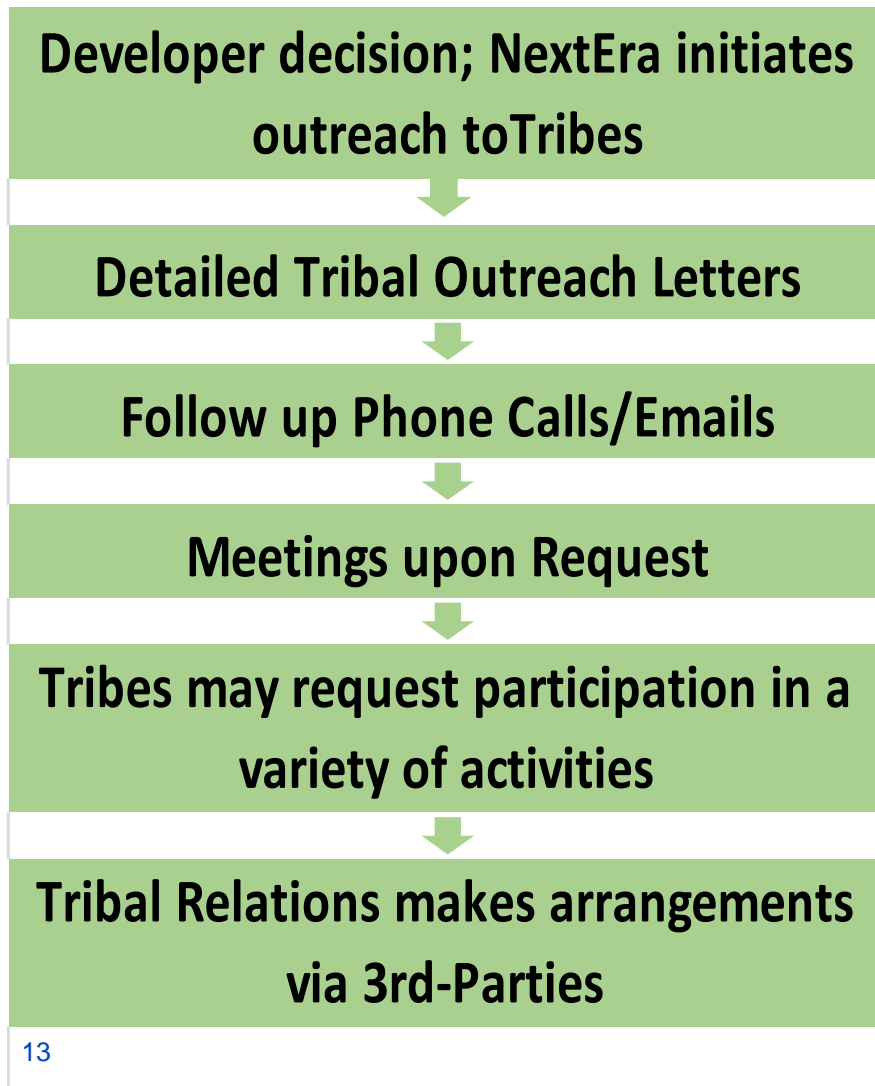 Developer decision; NextEra initiates
outreach toTribes
Detailed Tribal Outreach Letters
Follow up Phone Calls/Emails
Meetings upon Request
Tribes may request participation in a
variety of activities
Tribal Relations makes arrangements
via 3rd-Parties
13